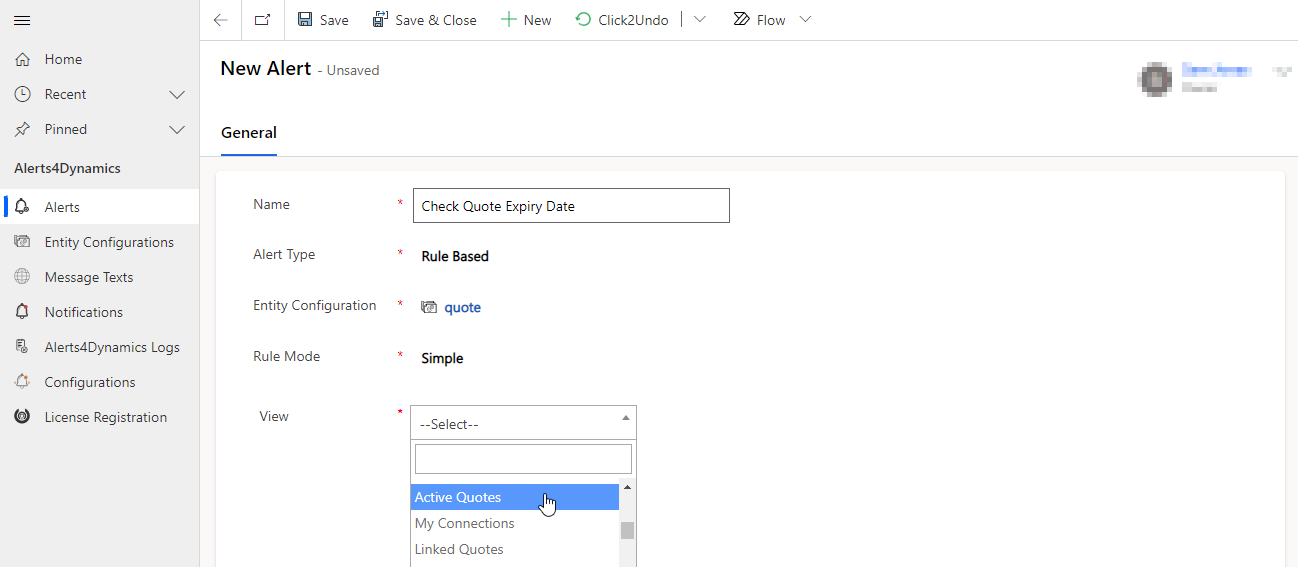 Save
Save & Close
New
Click2Undo
Flow
Home
Recent
Pinned
Alerts4Dynamics
Alerts
Entity Configurations
Message Texts
Notifications
Alerts4Dynamics Logs
Configurations
License Registration
New Alert - Unsaved
General
Name * Check Quote Expiry Date
Alert Type * Rule Based
Entity Configuration * quote
Rule Mode * Simple
View * --Select--
Active Quotes
My Connections
Linked Quotes